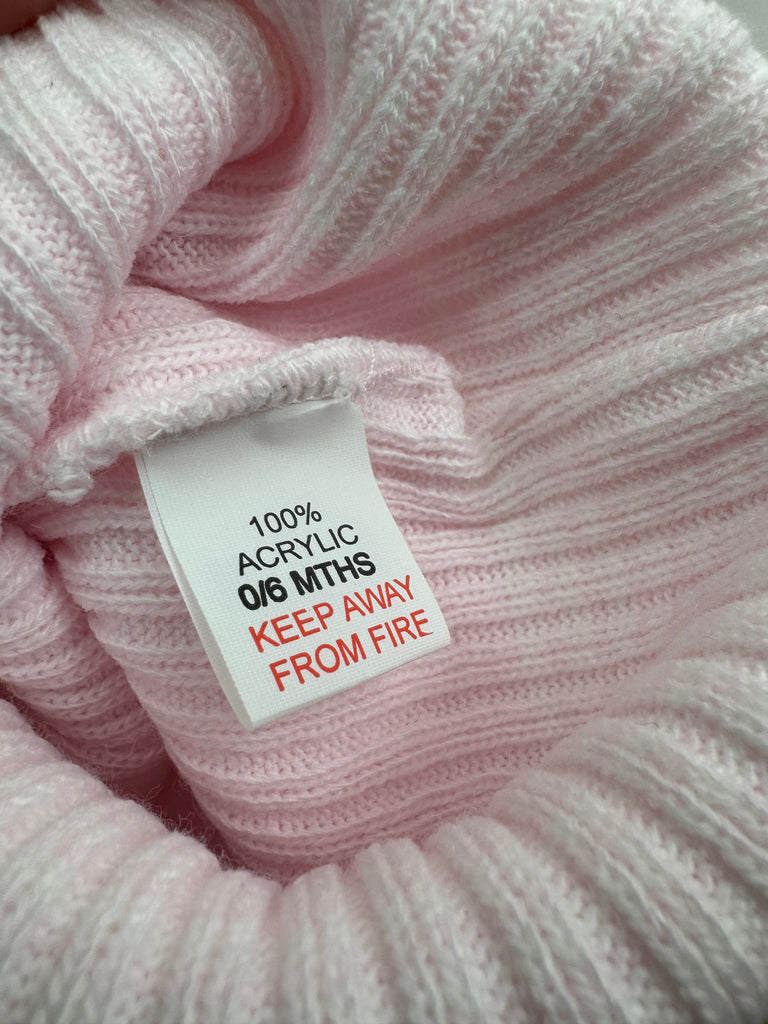 100%
ACRYLIC
0/6 MTHS
KEEP AWAY
FROM FIRE